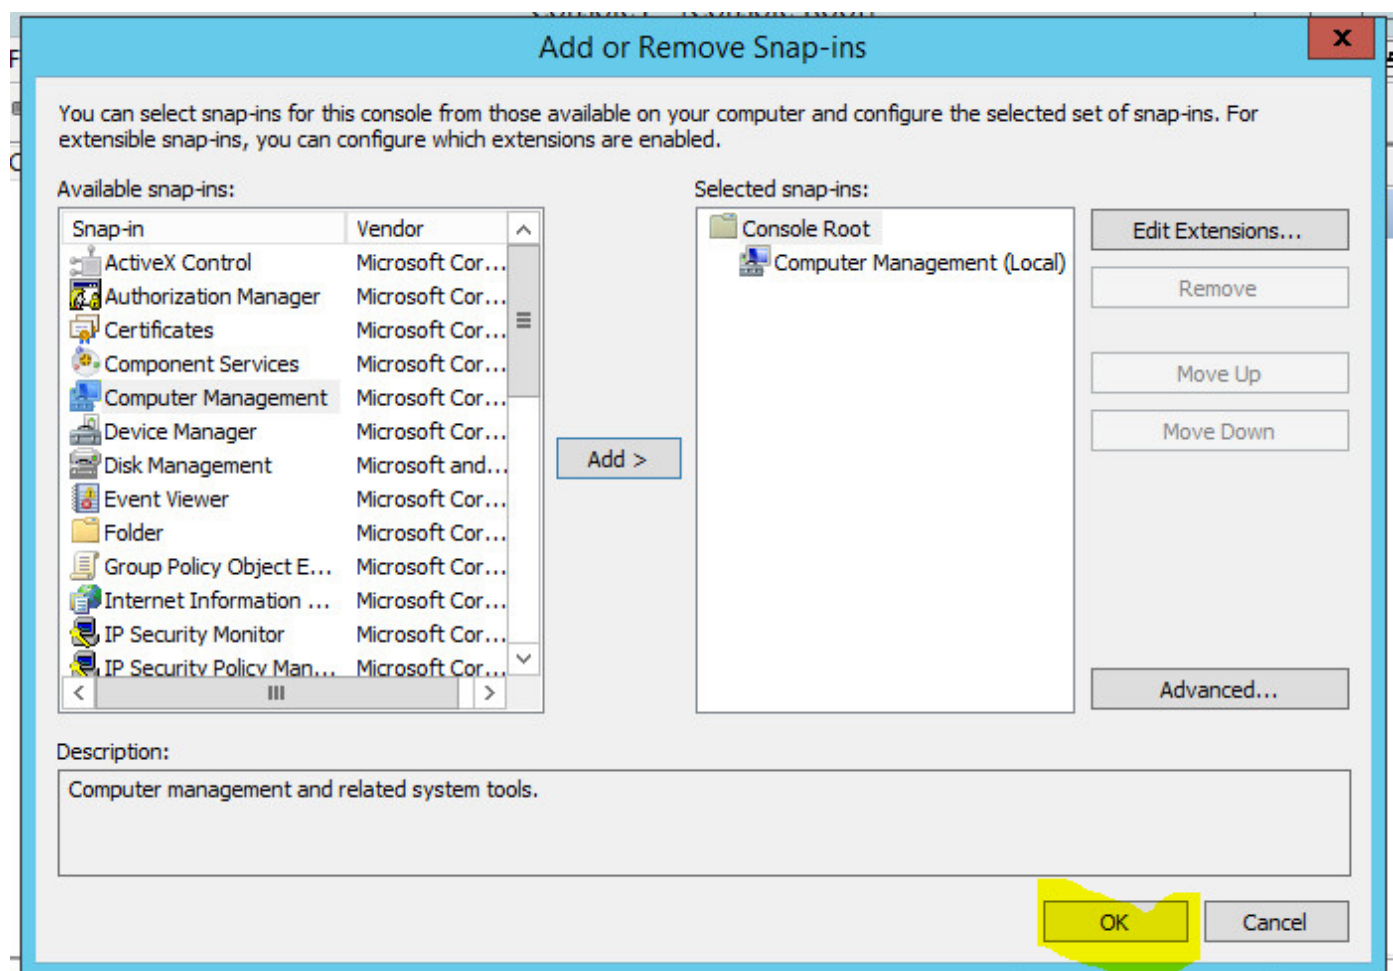 Add or Remove Snap-ins
X
You can select snap-ins for this console from those available on your computer and configure the selected set of snap-ins. For
extensible snap-ins, you can configure which extensions are enabled.
Available snap-ins:
Selected snap-ins:
Snap-in Vendor
ActiveX Control Microsoft Cor...
Authorization Manager Microsoft Cor...
Certificates Microsoft Cor...
Component Services Microsoft Cor...
Computer Management Microsoft Cor...
Device Manager Microsoft Cor...
Disk Management Microsoft and...
Event Viewer Microsoft Cor...
Folder Microsoft Cor...
Group Policy Object E... Microsoft Cor...
Internet Information ... Microsoft Cor...
IP Security Monitor Microsoft Cor...
IP Security Policy Man... Microsoft Cor...
Add >
Console Root
Computer Management (Local)
Edit Extensions...
Remove
Move Up
Move Down
Advanced...
Description:
Computer management and related system tools.
OK
Cancel